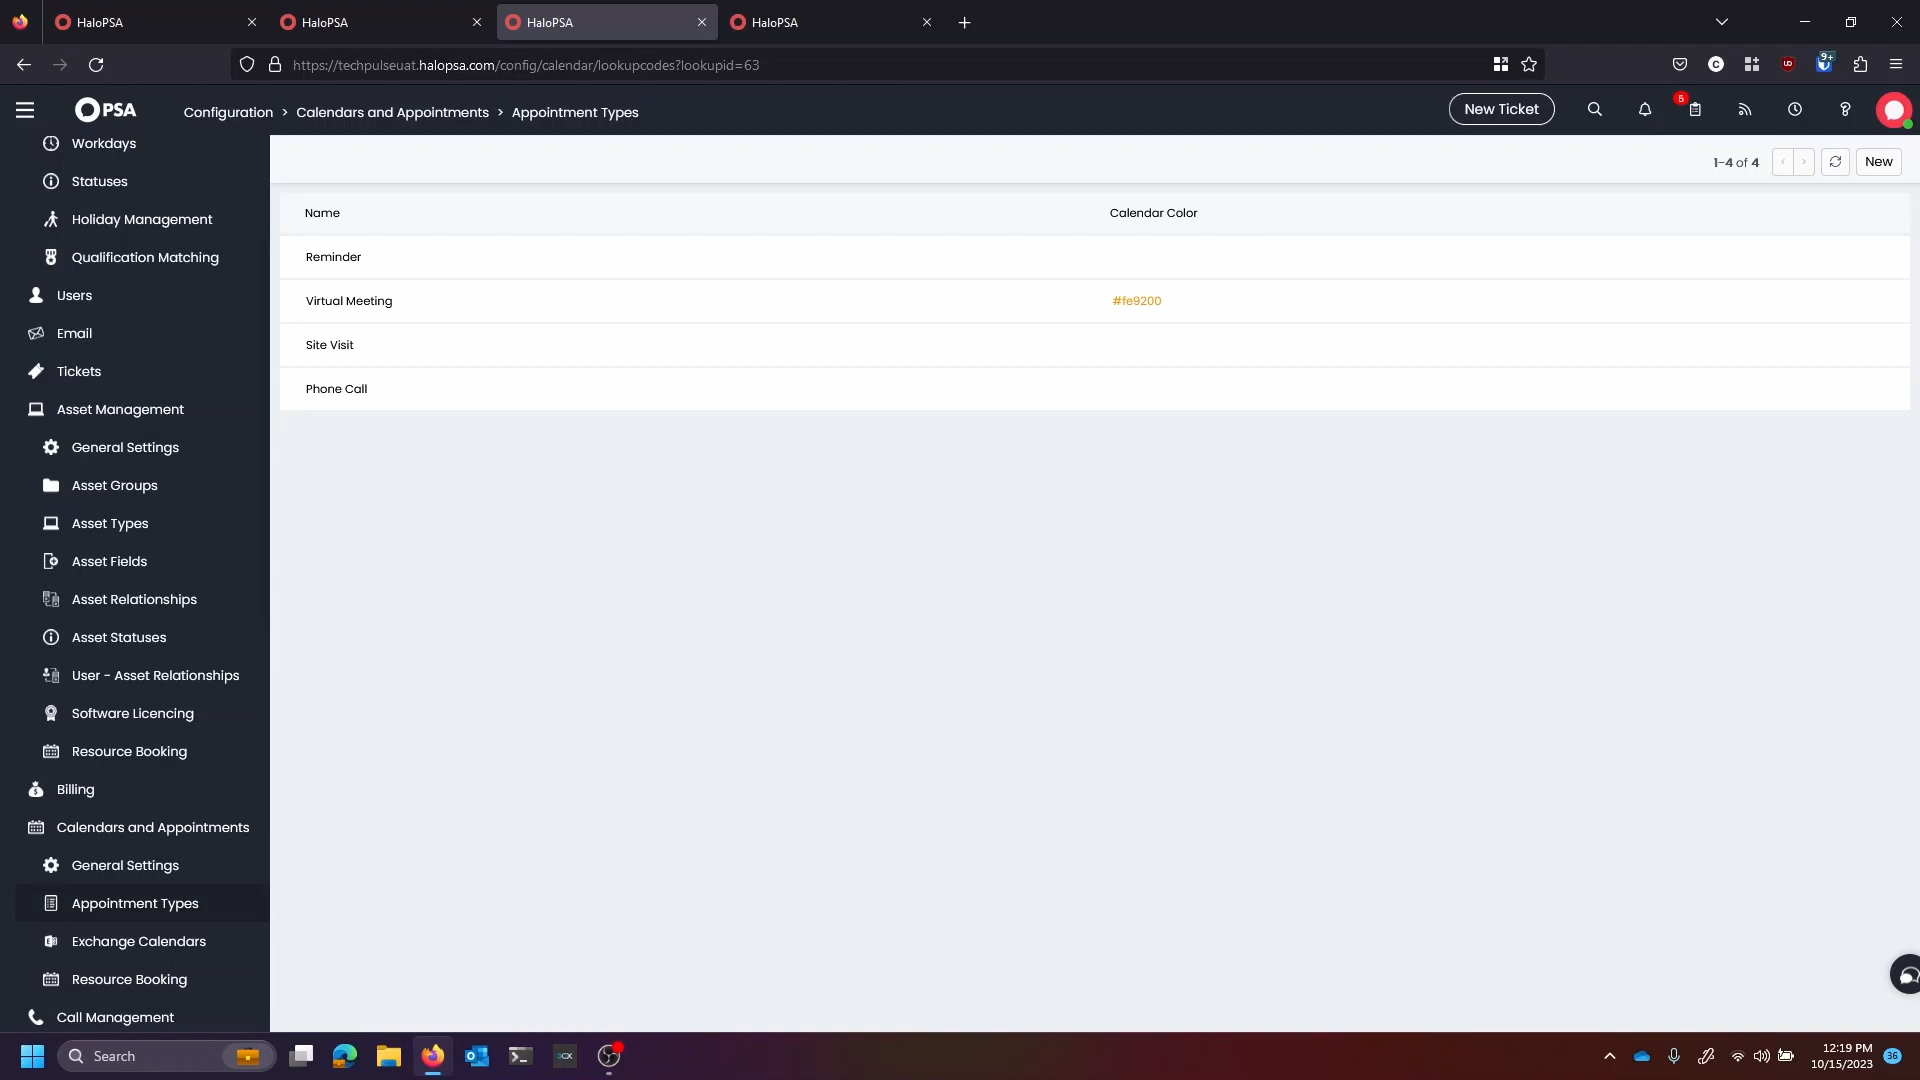 HaloPSA
HaloPSA
HaloPSA
HaloPSA
https://techpulseuat.halopsa.com/config/calendar/lookupcodes?lookupid=63
9+
PSA
Configuration > Calendars and Appointments > Appointment Types
New Ticket
5
Workdays
Statuses
Holiday Management
Qualification Matching
Users
Email
Tickets
Asset Management
General Settings
Asset Groups
Asset Types
Asset Fields
Asset Relationships
Asset Statuses
User - Asset Relationships
Software Licencing
Resource Booking
Billing
Calendars and Appointments
General Settings
Appointment Types
Exchange Calendars
Resource Booking
Call Management
1-4 of 4
New
Name Calendar Color
Reminder
Virtual Meeting #fe9200
Site Visit
Phone Call
Search
3CX
12:19 PM
10/15/2023
36